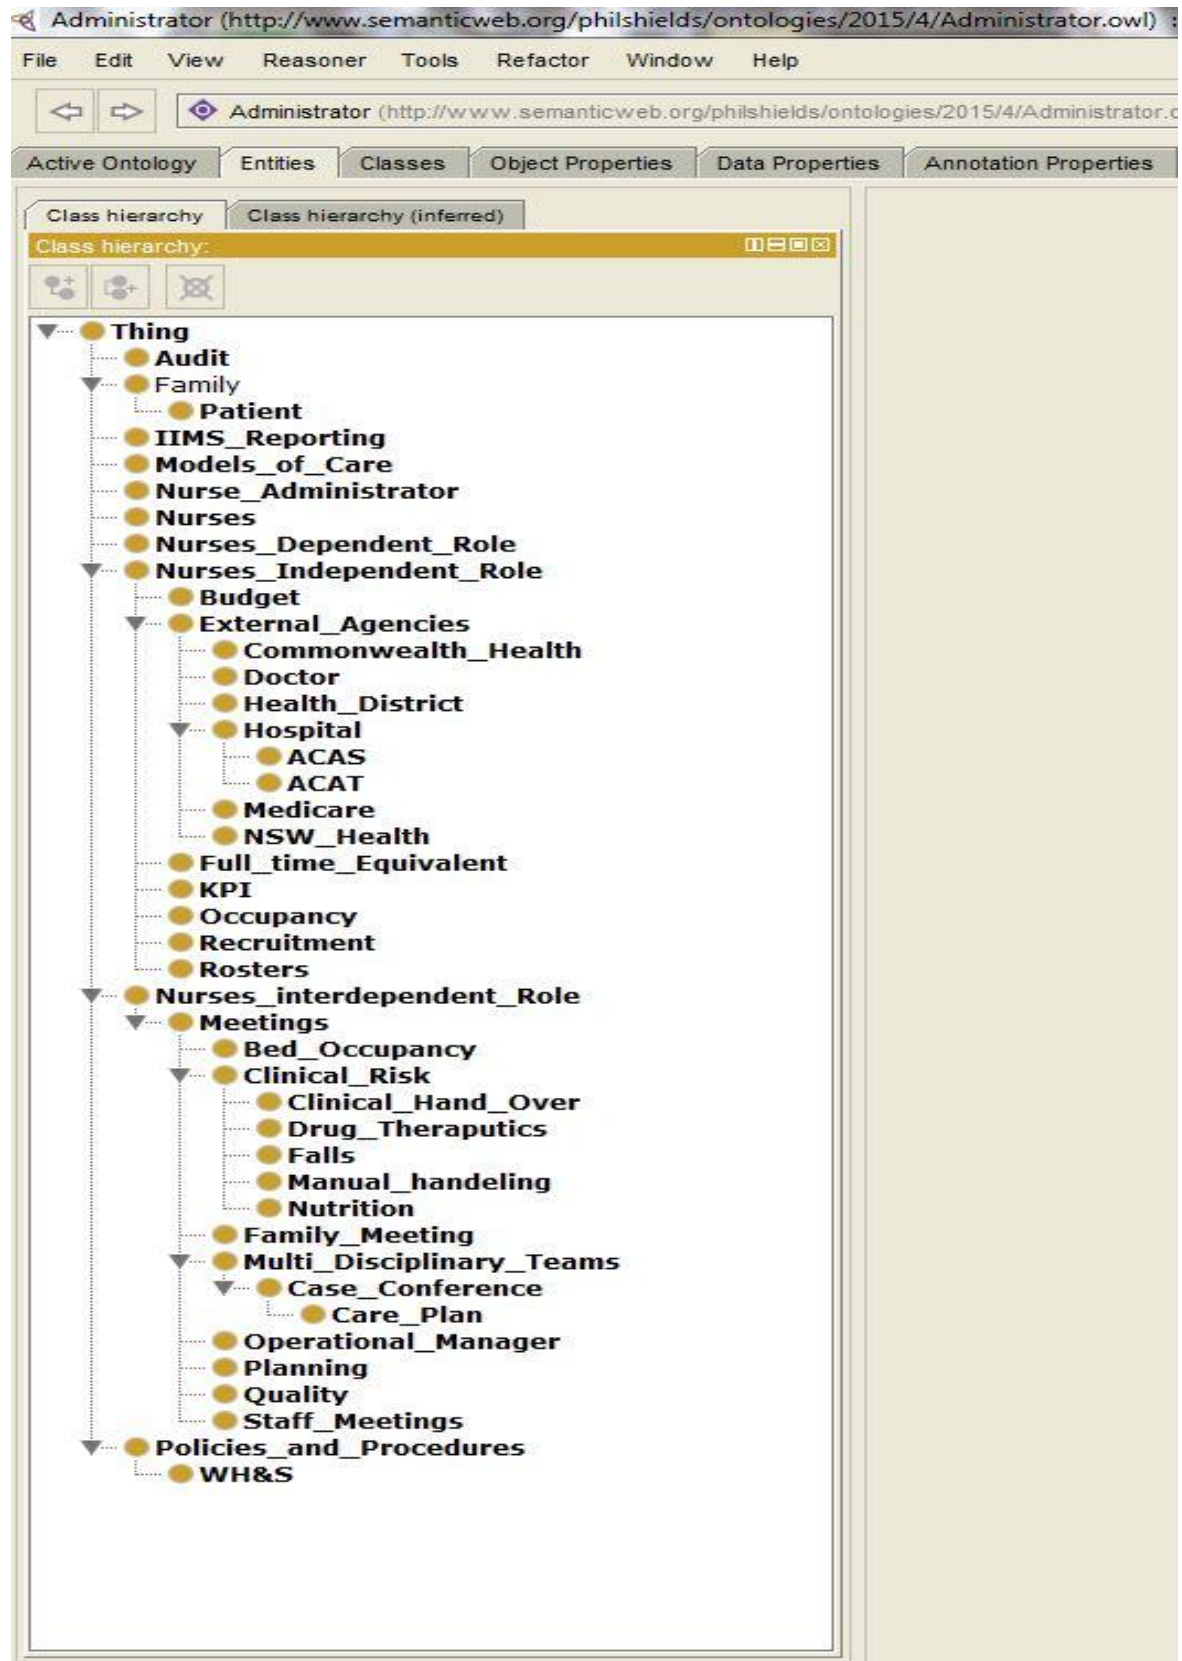 Administrator (http://www.semanticweb.org/philshields/ontologies/2015/4/Administrator.owl) :
File Edit View Reasoner Tools Refactor Window Help
Administrator (http://www.semanticweb.org/philshields/ontologies/2015/4/Administrator.o
Active Ontology Entities Classes Object Properties Data Properties Annotation Properties
Class hierarchy Class hierarchy (inferred)
Class hierarchy:
Thing
Audit
Family
Patient
IIMS_Reporting
Models_of_Care
Nurse_Administrator
Nurses
Nurses_Dependent_Role
Nurses_Independent_Role
Budget
External_Agencies
Commonwealth_Health
Doctor
Health_District
Hospital
ACAS
ACAT
Medicare
NSW_Health
Full_time_Equivalent
KPI
Occupancy
Recruitment
Rosters
Nurses_interdependent_Role
Meetings
Bed_Occupancy
Clinical_Risk
Clinical_Hand_Over
Drug_Theraputics
Falls
Manual_handeling
Nutrition
Family_Meeting
Multi_Disciplinary_Teams
Case_Conference
Care_Plan
Operational_Manager
Planning
Quality
Staff_Meetings
Policies_and_Procedures
WH&S